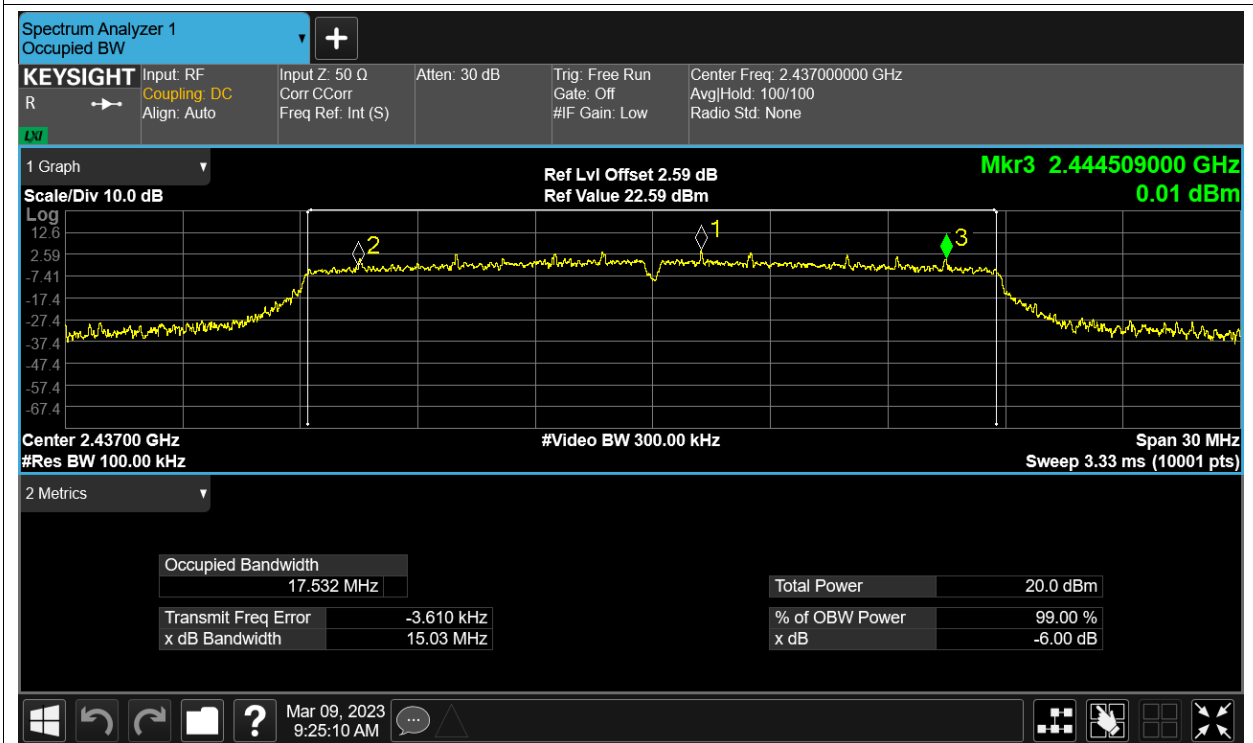 Spectrum Analyzer 1
Occupied BW
KEYSIGHT
R
LXI
Input: RF
Coupling: DC
Align: Auto
Input Z: 50 Ω
Corr CCorr
Freq Ref: Int (S)
Atten: 30 dB
Trig: Free Run
Gate: Off
#IF Gain: Low
Center Freq: 2.437000000 GHz
Avg|Hold: 100/100
Radio Std: None
1 Graph
Scale/Div 10.0 dB
Ref Lvl Offset 2.59 dB
Ref Value 22.59 dBm
Mkr3 2.444509000 GHz
0.01 dBm
Log
12.6
2.59
-7.41
-17.4
-27.4
-37.4
-47.4
-57.4
-67.4
2
1
3
Center 2.43700 GHz
#Res BW 100.00 kHz
#Video BW 300.00 kHz
Span 30 MHz
Sweep 3.33 ms (10001 pts)
2 Metrics
Occupied Bandwidth
17.532 MHz
Transmit Freq Error -3.610 kHz
x dB Bandwidth 15.03 MHz
Total Power 20.0 dBm
% of OBW Power 99.00 %
x dB -6.00 dB
?
Mar 09, 2023
9:25:10 AM